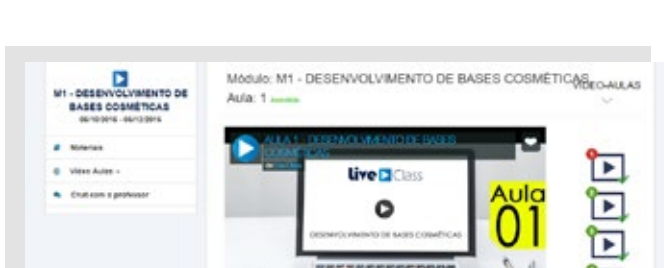 M1 - DESENVOLVIMENTO DE
BASES COSMÉTICAS
06/10/2016 - 06/12/2016
Materiais
Vídeo Aulas
Chat com o professor
Módulo: M1 - DESENVOLVIMENTO DE BASES COSMÉTICAS
Aula: 1
VÍDEO-AULAS
AULA 1 - DESENVOLVIMENTO DE BASES
COSMÉTICAS
Live Class
DESENVOLVIMENTO DE BASES COSMÉTICAS
Aula
01